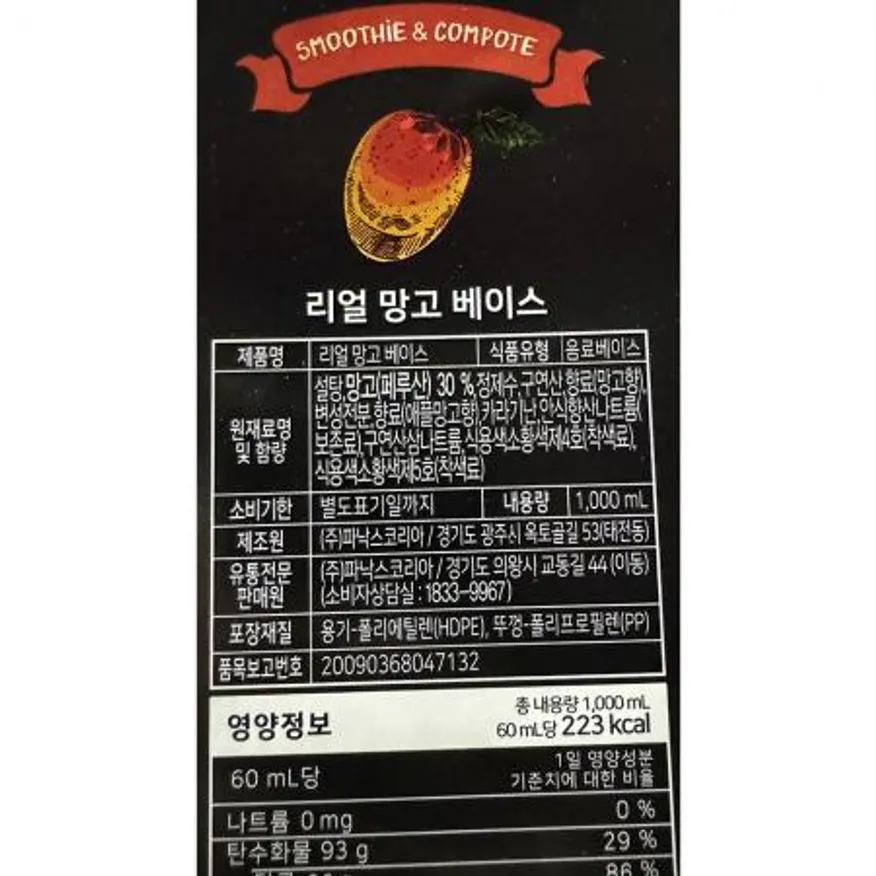 SMOOTHiE & COMPOTE
리얼 망고 베이스
제품명 리얼 망고 베이스 식품유형 음료베이스
원재료명 및 함량
설탕,망고(페루산) 30 %,정제수,구연산,향료(망고향),
변성전분,향료(애플망고향),카라기난,안식향산나트륨(
보존료),구연산삼나트륨,식용색소황색제4호(착색료),
식용색소황색제5호(착색료)
소비기한 별도표기일까지 내용량 1,000 mL
제조원 (주)파낙스코리아 / 경기도 광주시 옥토골길 53(태전동)
유통전문 판매원
(주)파낙스코리아 / 경기도 의왕시 교동길 44 (이동)
(소비자상담실 : 1833-9967)
포장재질 용기-폴리에틸렌(HDPE), 뚜껑-폴리프로필렌(PP)
품목보고번호 20090368047132
영양정보
총 내용량 1,000 mL
60 mL당 223 kcal
60 mL당
1일 영양성분
기준치에 대한 비율
나트륨 0 mg 0 %
탄수화물 93 g 29 %
86 %